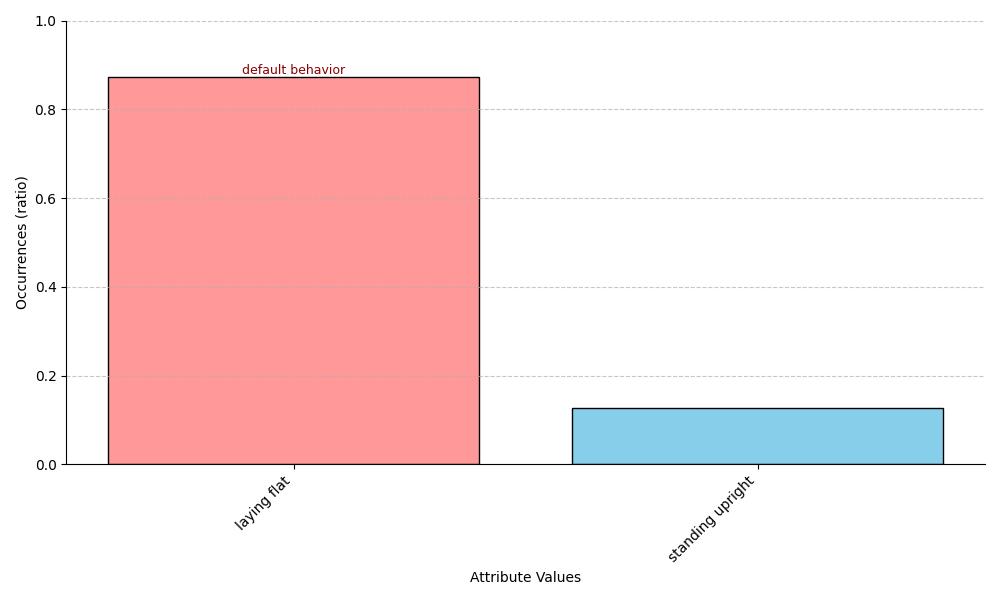 1.0
default behavior
0.8
0.6
0.4
0.2
0.0
Occurrences (ratio)
laying flat
standing upright
Attribute Values